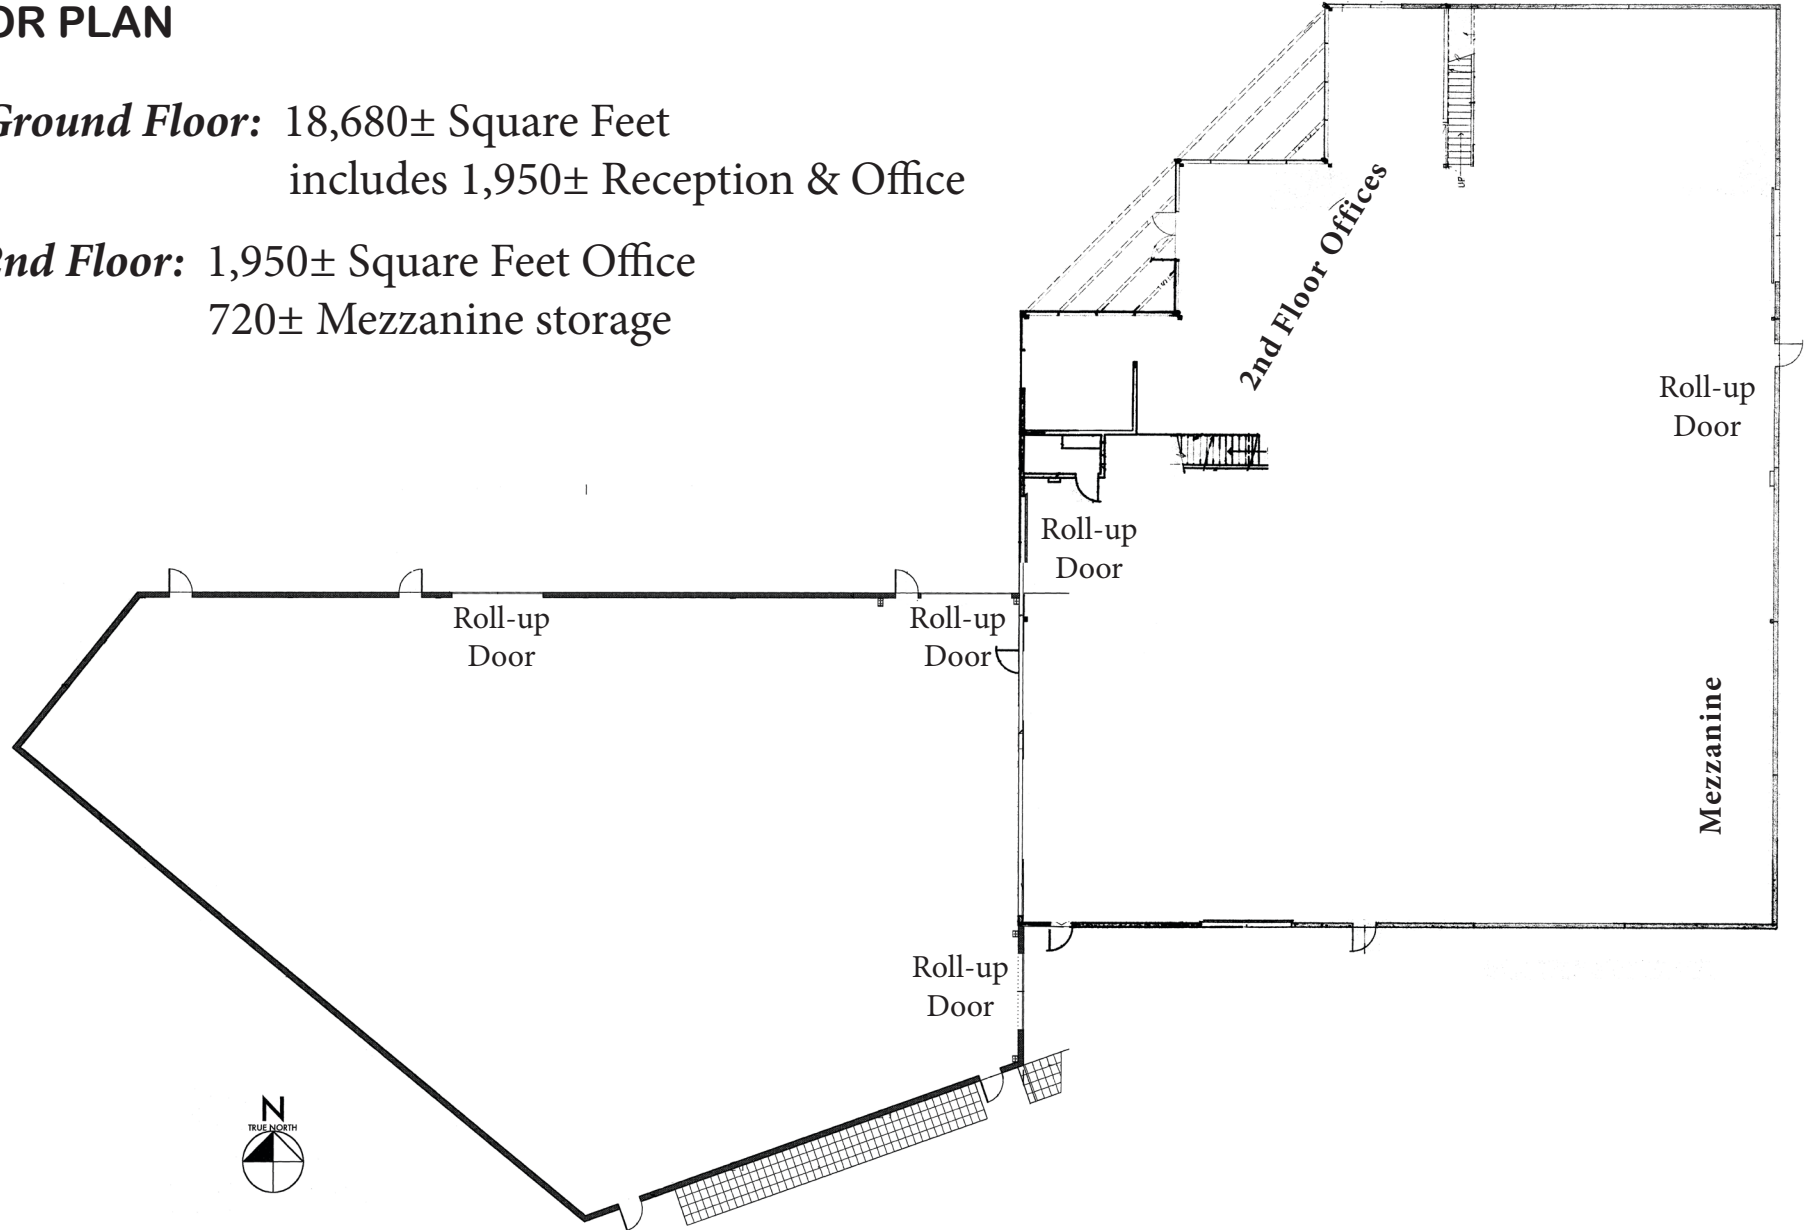 OR PLAN
Ground Floor: 18,680± Square Feet
includes 1,950± Reception & Office
2nd Floor: 1,950± Square Feet Office
720± Mezzanine storage
UP
2nd Floor Offices
Roll-up
Door
Roll-up
Door
Roll-up
Door
Roll-up
Door
Mezzanine
Roll-up
Door
N
TRUE NORTH